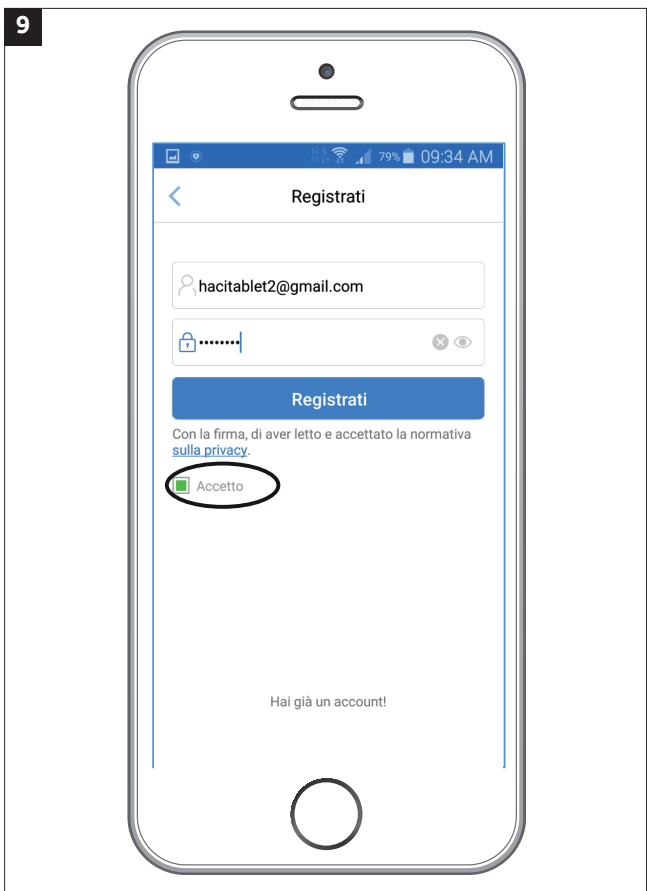 9
79% 09:34 AM
Registrati
hacitablet2@gmail.com
••••••••
Registrati
Con la firma, di aver letto e accettato la normativa
sulla privacy.
Accetto
Hai già un account!